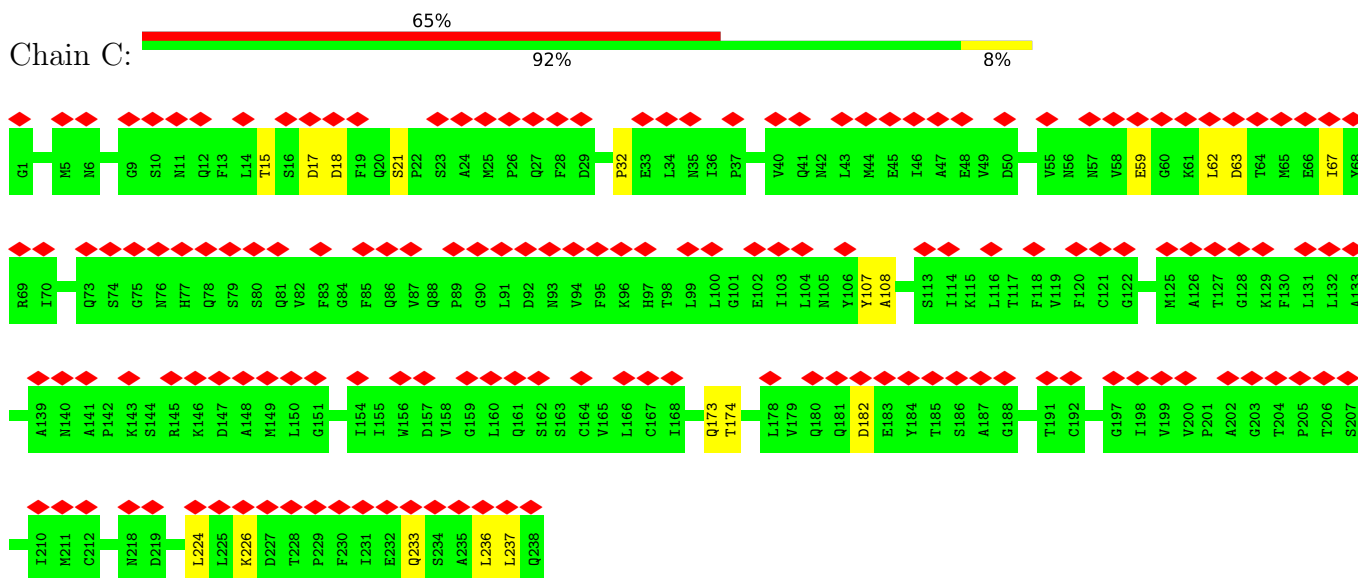 65%
Chain C:
92% 8%
G1 M5 N6 G9 S10 N11 Q12 F13 L14 T15 S16 D17 D18 F19 Q20 S21 P22 S23 A24 M25 P26 Q27 F28 D29 P32 E33 L34 N35 I36 P37 V40 Q41 N42 L43 M44 E45 I46 A47 E48 V49 D50 V55 N56 N57 V58 E59 G60 K61 L62 D63 T64 M65 E66 I67 Y68
R69 I70 Q73 S74 G75 N76 H77 Q78 S79 S80 Q81 V82 F83 G84 F85 Q86 V87 Q88 P89 G90 L91 D92 N93 V94 F95 K96 H97 T98 L99 L100 G101 E102 I103 L104 N105 Y106 Y107 A108 S113 I114 K115 L116 T117 F118 V119 F120 C121 G122 M125 A126 T127 G128 K129 F130 L131 L132 A133
A139 N140 A141 P142 K143 S144 R145 K146 D147 A148 M149 L150 G151 I154 I155 W156 D157 V158 G159 L160 Q161 S162 S163 C164 V165 L166 C167 I168 Q173 T174 L178 V179 Q180 Q181 D182 E183 Y184 T185 S186 A187 G188 T191 C192 G197 I198 V199 V200 P201 A202 G203 T204 P205 T206 S207
I210 M211 C212 N218 D219 L224 L225 K226 D227 T228 P229 F230 I231 E232 Q233 S234 A235 L236 L237 Q238